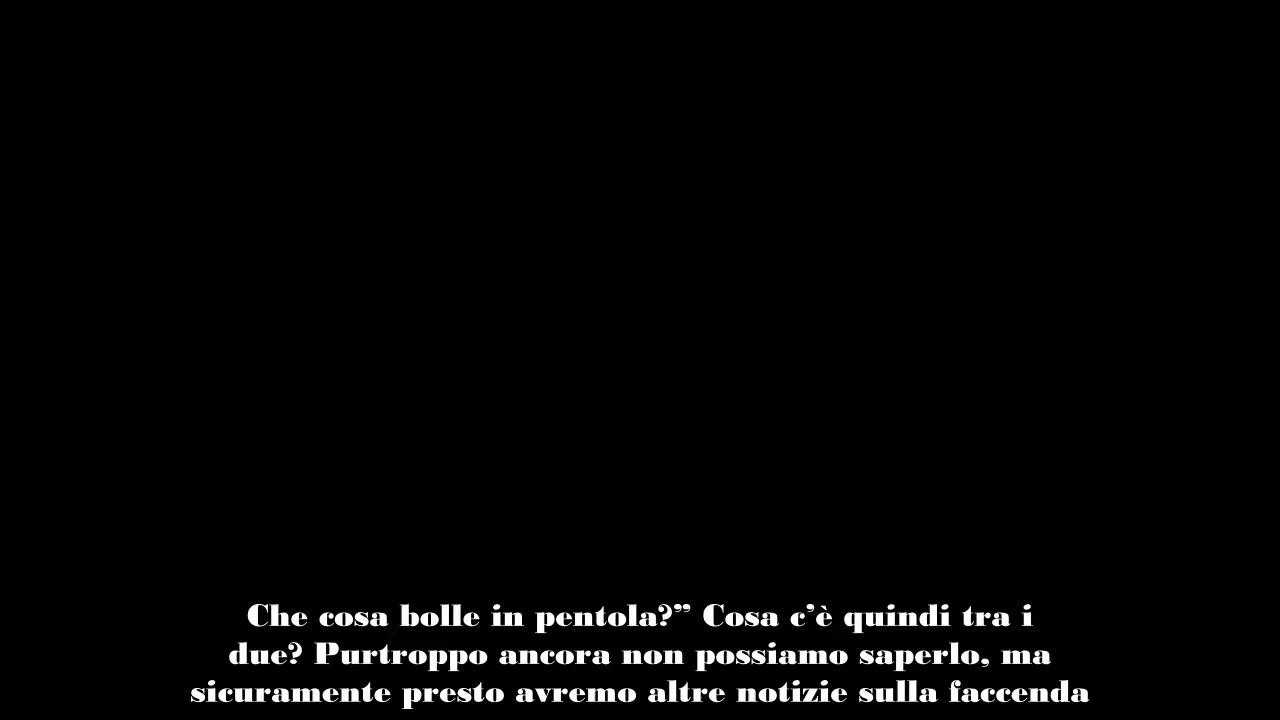 Che cosa bolle in pentola?” Cosa c’è quindi tra i
due? Purtroppo ancora non possiamo saperlo, ma
sicuramente presto avremo altre notizie sulla faccenda